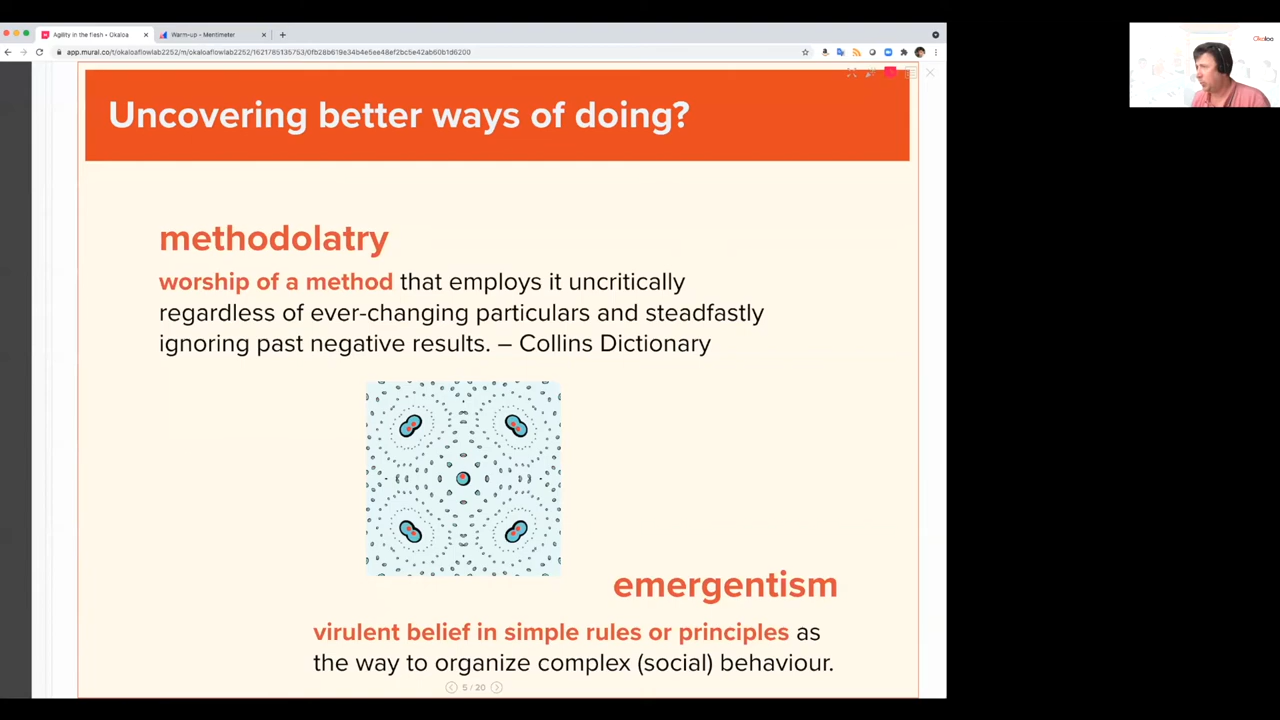 Agility in the flesh • Okaloa
Warm-up - Mentimeter
app.mural.co/t/okaloaflowlab2252/m/okaloaflowlab2252/1621785135753/0fb28b619e34b4e5ee48ef2bc5e42ab60b1d6200
Okaloa
Uncovering better ways of doing?
methodolatry
worship of a method that employs it uncritically
regardless of ever-changing particulars and steadfastly
ignoring past negative results. – Collins Dictionary
emergentism
virulent belief in simple rules or principles as
the way to organize complex (social) behaviour.
5 / 20